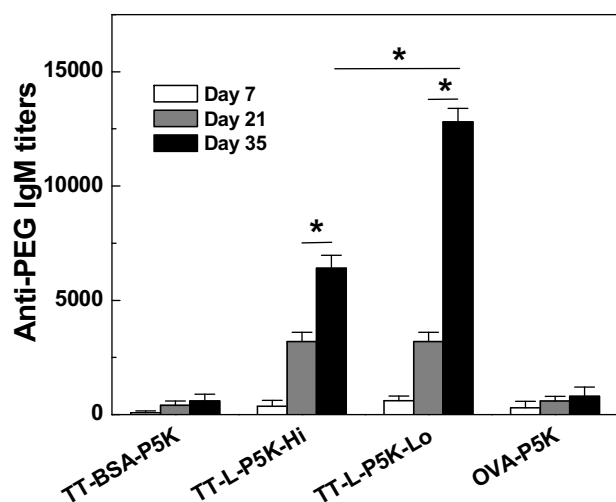 15000
10000
5000
0
Anti-PEG IgM titers
Day 7
Day 21
Day 35
*
*
*
TT-BSA-P5K
TT-L-P5K-Hi
TT-L-P5K-Lo
OVA-P5K